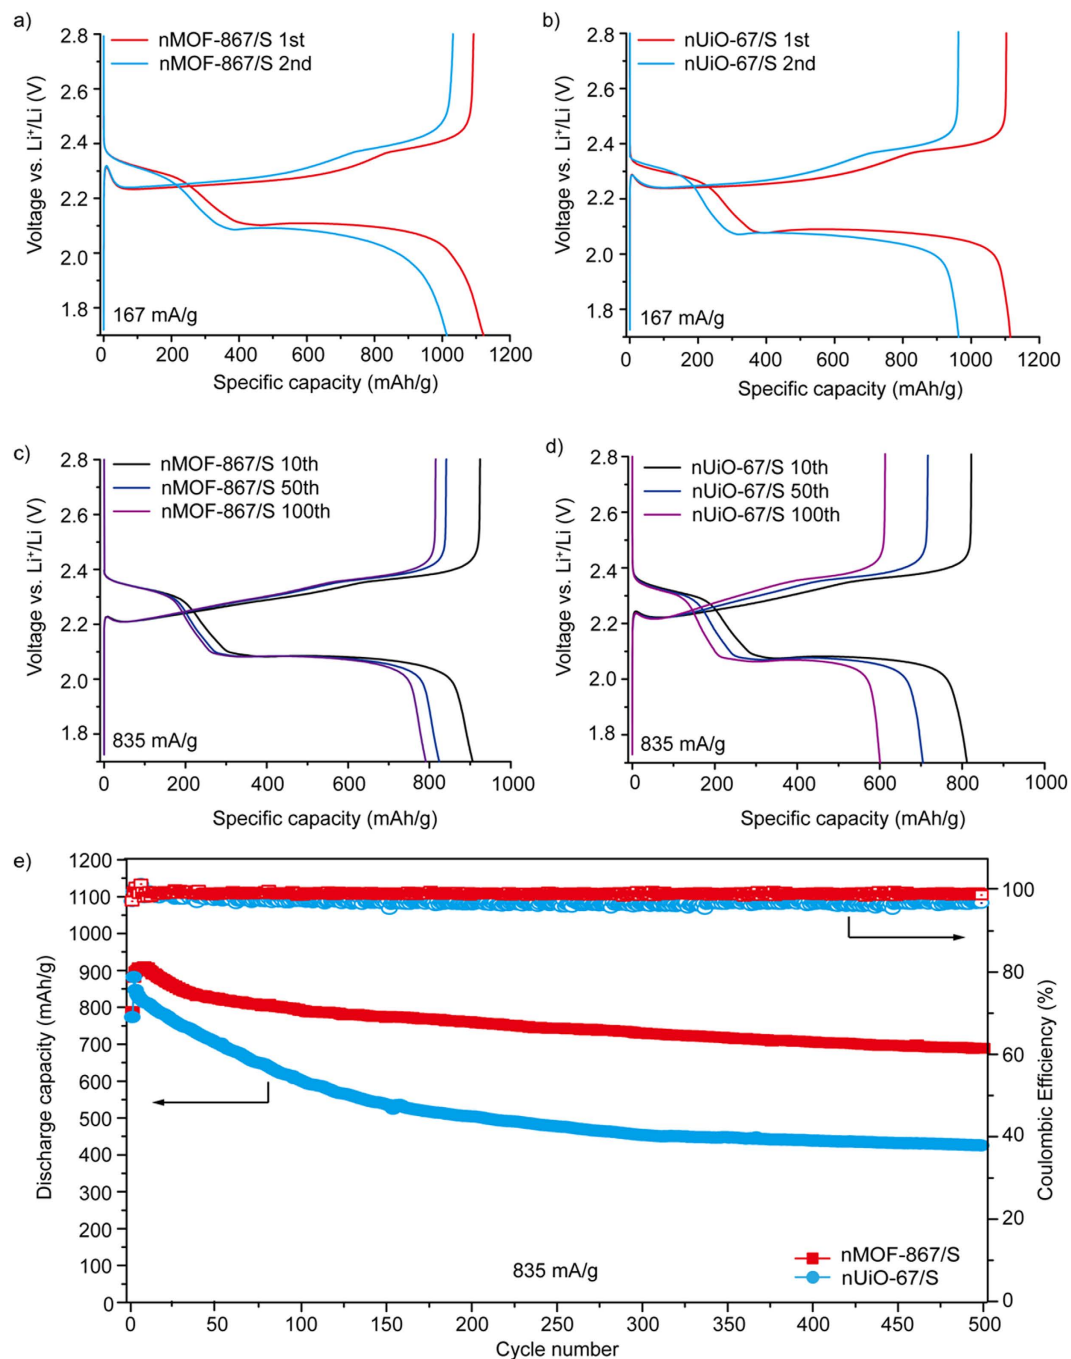 a)
nMOF-867/S 1st
nMOF-867/S 2nd
Voltage vs. Li⁺/Li (V)
2.8
2.6
2.4
2.2
2.0
1.8
167 mA/g
0 200 400 600 800 1000 1200
Specific capacity (mAh/g)
b)
nUiO-67/S 1st
nUiO-67/S 2nd
Voltage vs. Li⁺/Li (V)
2.8
2.6
2.4
2.2
2.0
1.8
167 mA/g
0 200 400 600 800 1000 1200
Specific capacity (mAh/g)
c)
nMOF-867/S 10th
nMOF-867/S 50th
nMOF-867/S 100th
Voltage vs. Li⁺/Li (V)
2.8
2.6
2.4
2.2
2.0
1.8
835 mA/g
0 200 400 600 800 1000
Specific capacity (mAh/g)
d)
nUiO-67/S 10th
nUiO-67/S 50th
nUiO-67/S 100th
Voltage vs. Li⁺/Li (V)
2.8
2.6
2.4
2.2
2.0
1.8
835 mA/g
0 200 400 600 800 1000
Specific capacity (mAh/g)
e)
Discharge capacity (mAh/g)
1200
1100
1000
900
800
700
600
500
400
300
200
100
0
100
80
60
40
20
0
Coulombic Efficiency (%)
835 mA/g
nMOF-867/S
nUiO-67/S
0 50 100 150 200 250 300 350 400 450 500
Cycle number